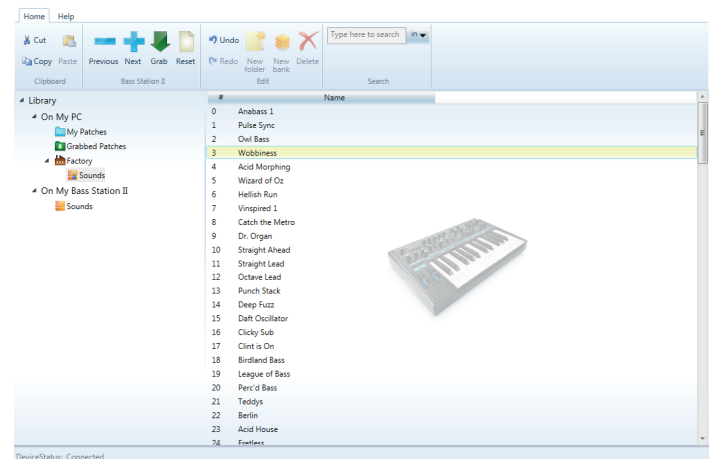 Home Help
Cut
Copy Paste
Clipboard
Previous Next Grab Reset
Bass Station II
Undo
Redo New folder New bank Delete
Edit
Type here to search in
Search
Library
On My PC
My Patches
Grabbed Patches
Factory
Sounds
On My Bass Station II
Sounds
# Name
0 Anabass 1
1 Pulse Sync
2 Owl Bass
3 Wobbiness
4 Acid Morphing
5 Wizard of Oz
6 Hellish Run
7 Vinspired 1
8 Catch the Metro
9 Dr. Organ
10 Straight Ahead
11 Straight Lead
12 Octave Lead
13 Punch Stack
14 Deep Fuzz
15 Daft Oscillator
16 Clicky Sub
17 Clint is On
18 Birdland Bass
19 League of Bass
20 Perc'd Bass
21 Teddys
22 Berlin
23 Acid House
24 Fretless
DeviceStatus: Connected